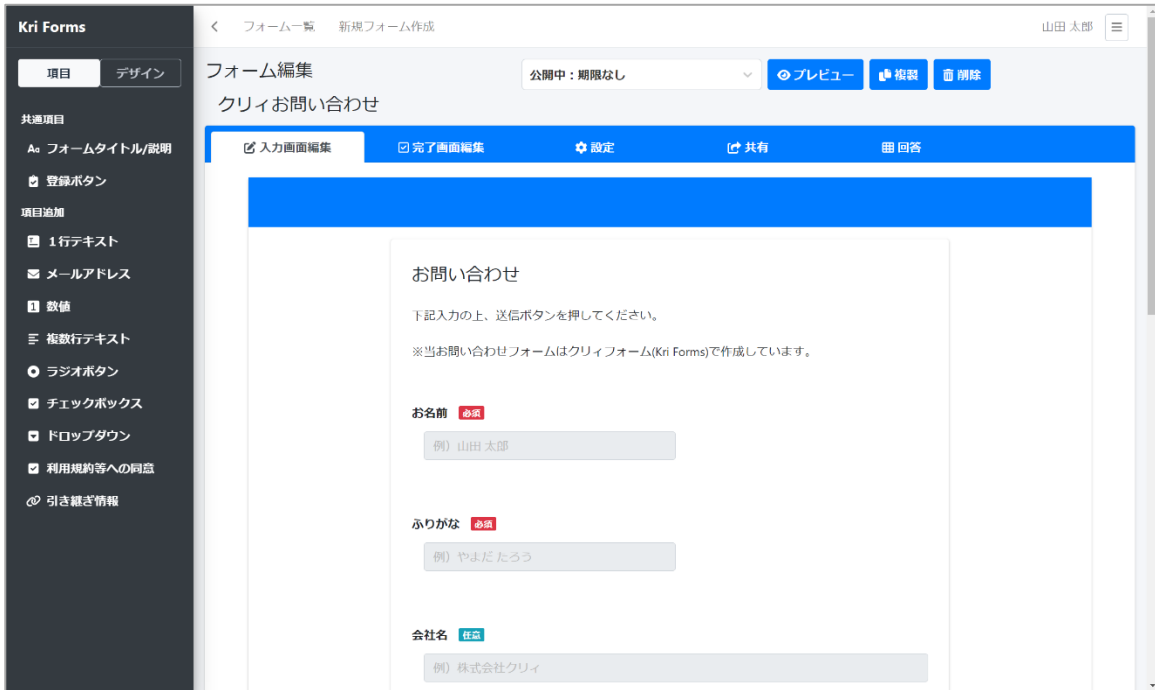 Kri Forms
フォーム一覧 新規フォーム作成
山田 太郎
項目 デザイン
共通項目
Aa フォームタイトル/説明
登録ボタン
項目追加
1行テキスト
メールアドレス
1 数値
複数行テキスト
ラジオボタン
チェックボックス
ドロップダウン
利用規約等への同意
引き継ぎ情報
フォーム編集
公開中：期限なし
プレビュー 複製 削除
クリィお問い合わせ
入力画面編集 完了画面編集 設定 共有 回答
お問い合わせ
下記入力の上、送信ボタンを押してください。
※当お問い合わせフォームはクリィフォーム(Kri Forms)で作成しています。
お名前 必須
例）山田 太郎
ふりがな 必須
例）やまだ たろう
会社名 任意
例）株式会社クリィ